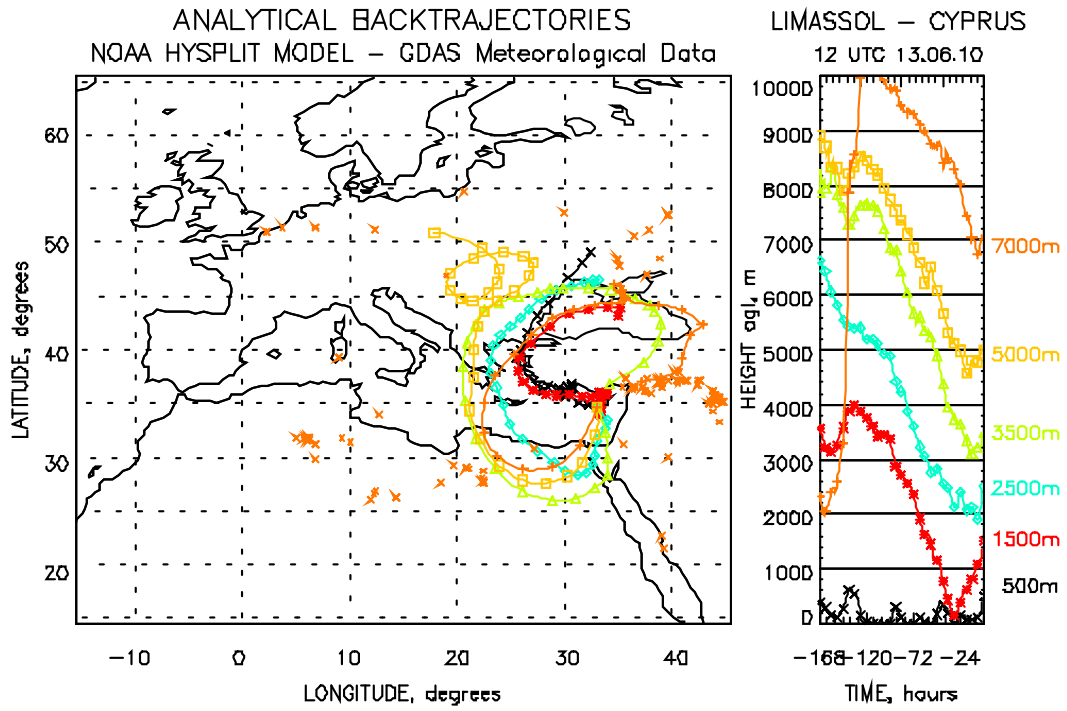 ANALYTICAL BACKTRAJECTORIES
NOAA HYSPLIT MODEL – GDAS Meteorological Data
LIMASSOL – CYPRUS
12 UTC 13.06.10
LATITUDE, degrees
60
50
40
30
20
-10
0
10
20
30
40
LONGITUDE, degrees
HEIGHT agl, m
10000
9000
8000
7000
6000
5000
4000
3000
2000
1000
0
7000m
5000m
3500m
2500m
1500m
500m
-168 -120 -72 -24
TIME, hours